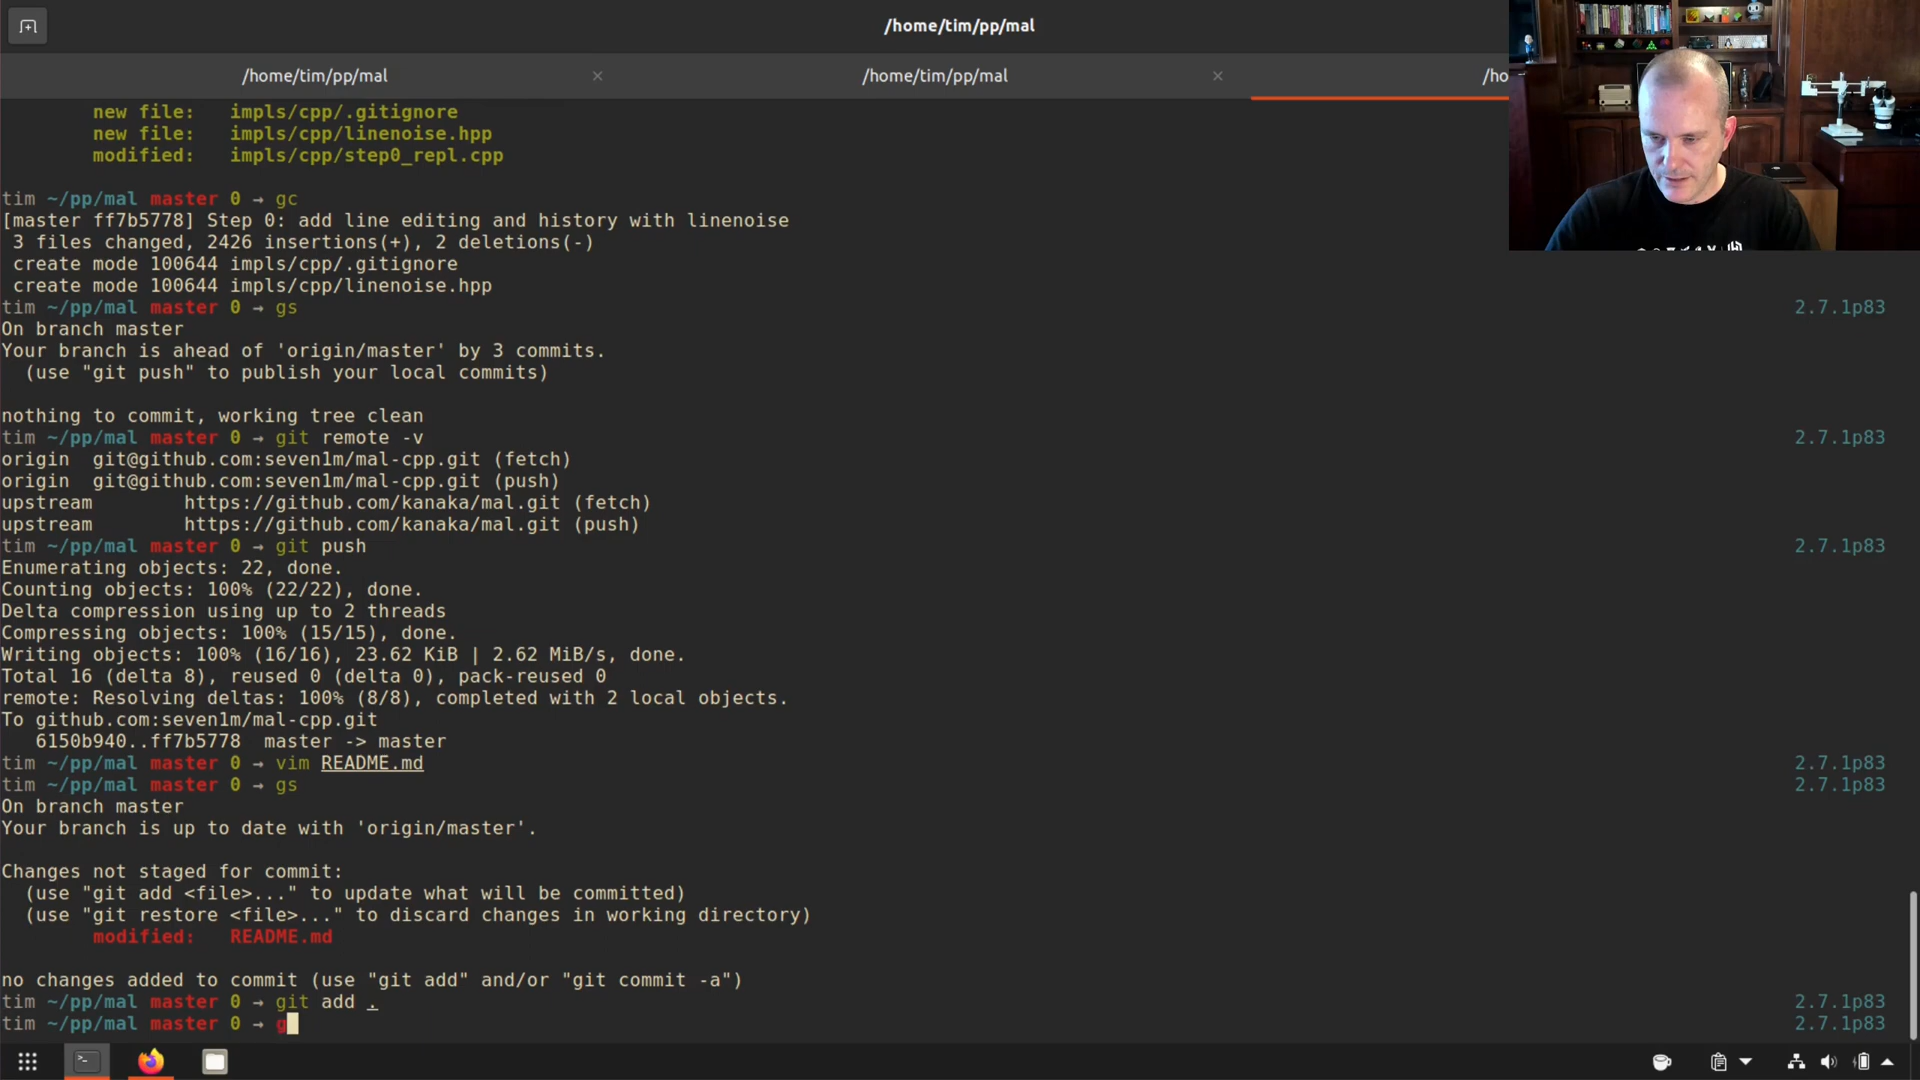 /home/tim/pp/mal
/home/tim/pp/mal × /home/tim/pp/mal × /ho
new file:   impls/cpp/.gitignore
new file:   impls/cpp/linenoise.hpp
modified:   impls/cpp/step0_repl.cpp
tim ~/pp/mal master 0 → gc
[master ff7b5778] Step 0: add line editing and history with linenoise
3 files changed, 2426 insertions(+), 2 deletions(-)
create mode 100644 impls/cpp/.gitignore
create mode 100644 impls/cpp/linenoise.hpp
tim ~/pp/mal master 0 → gs 2.7.1p83
On branch master
Your branch is ahead of 'origin/master' by 3 commits.
(use "git push" to publish your local commits)
nothing to commit, working tree clean
tim ~/pp/mal master 0 → git remote -v 2.7.1p83
origin  git@github.com:seven1m/mal-cpp.git (fetch)
origin  git@github.com:seven1m/mal-cpp.git (push)
upstream        https://github.com/kanaka/mal.git (fetch)
upstream        https://github.com/kanaka/mal.git (push)
tim ~/pp/mal master 0 → git push 2.7.1p83
Enumerating objects: 22, done.
Counting objects: 100% (22/22), done.
Delta compression using up to 2 threads
Compressing objects: 100% (15/15), done.
Writing objects: 100% (16/16), 23.62 KiB | 2.62 MiB/s, done.
Total 16 (delta 8), reused 0 (delta 0), pack-reused 0
remote: Resolving deltas: 100% (8/8), completed with 2 local objects.
To github.com:seven1m/mal-cpp.git
6150b940..ff7b5778  master -> master
tim ~/pp/mal master 0 → vim README.md 2.7.1p83
tim ~/pp/mal master 0 → gs 2.7.1p83
On branch master
Your branch is up to date with 'origin/master'.
Changes not staged for commit:
(use "git add <file>..." to update what will be committed)
(use "git restore <file>..." to discard changes in working directory)
modified:   README.md
no changes added to commit (use "git add" and/or "git commit -a")
tim ~/pp/mal master 0 → git add . 2.7.1p83
tim ~/pp/mal master 0 → g 2.7.1p83